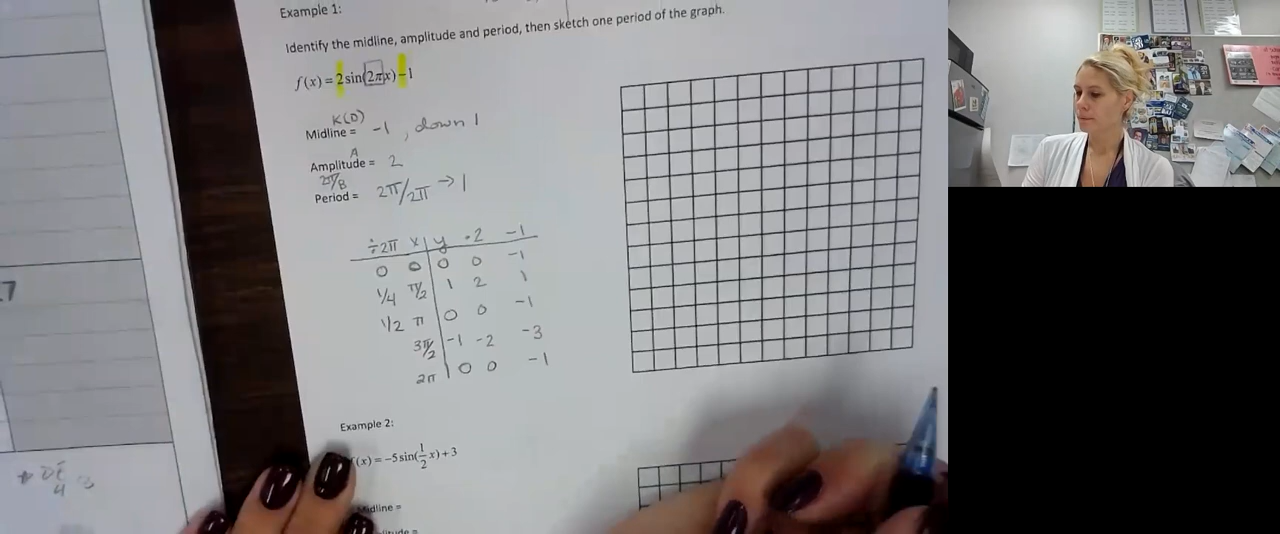 Example 1:
Identify the midline, amplitude and period, then sketch one period of the graph.
f(x) = 2sin(2πx)−1
K(D)
Midline = -1, down 1
A
Amplitude = 2
2π/B
Period = 2π/2π → 1
÷2π x y ·2 -1
0 0 0 0 -1
1/4 π/2 1 2 1
1/2 π 0 0 -1
3π/2 -1 -2 -3
2π 0 0 -1
Example 2:
(x) = −5sin(1/2 x)+3
Midline =
7